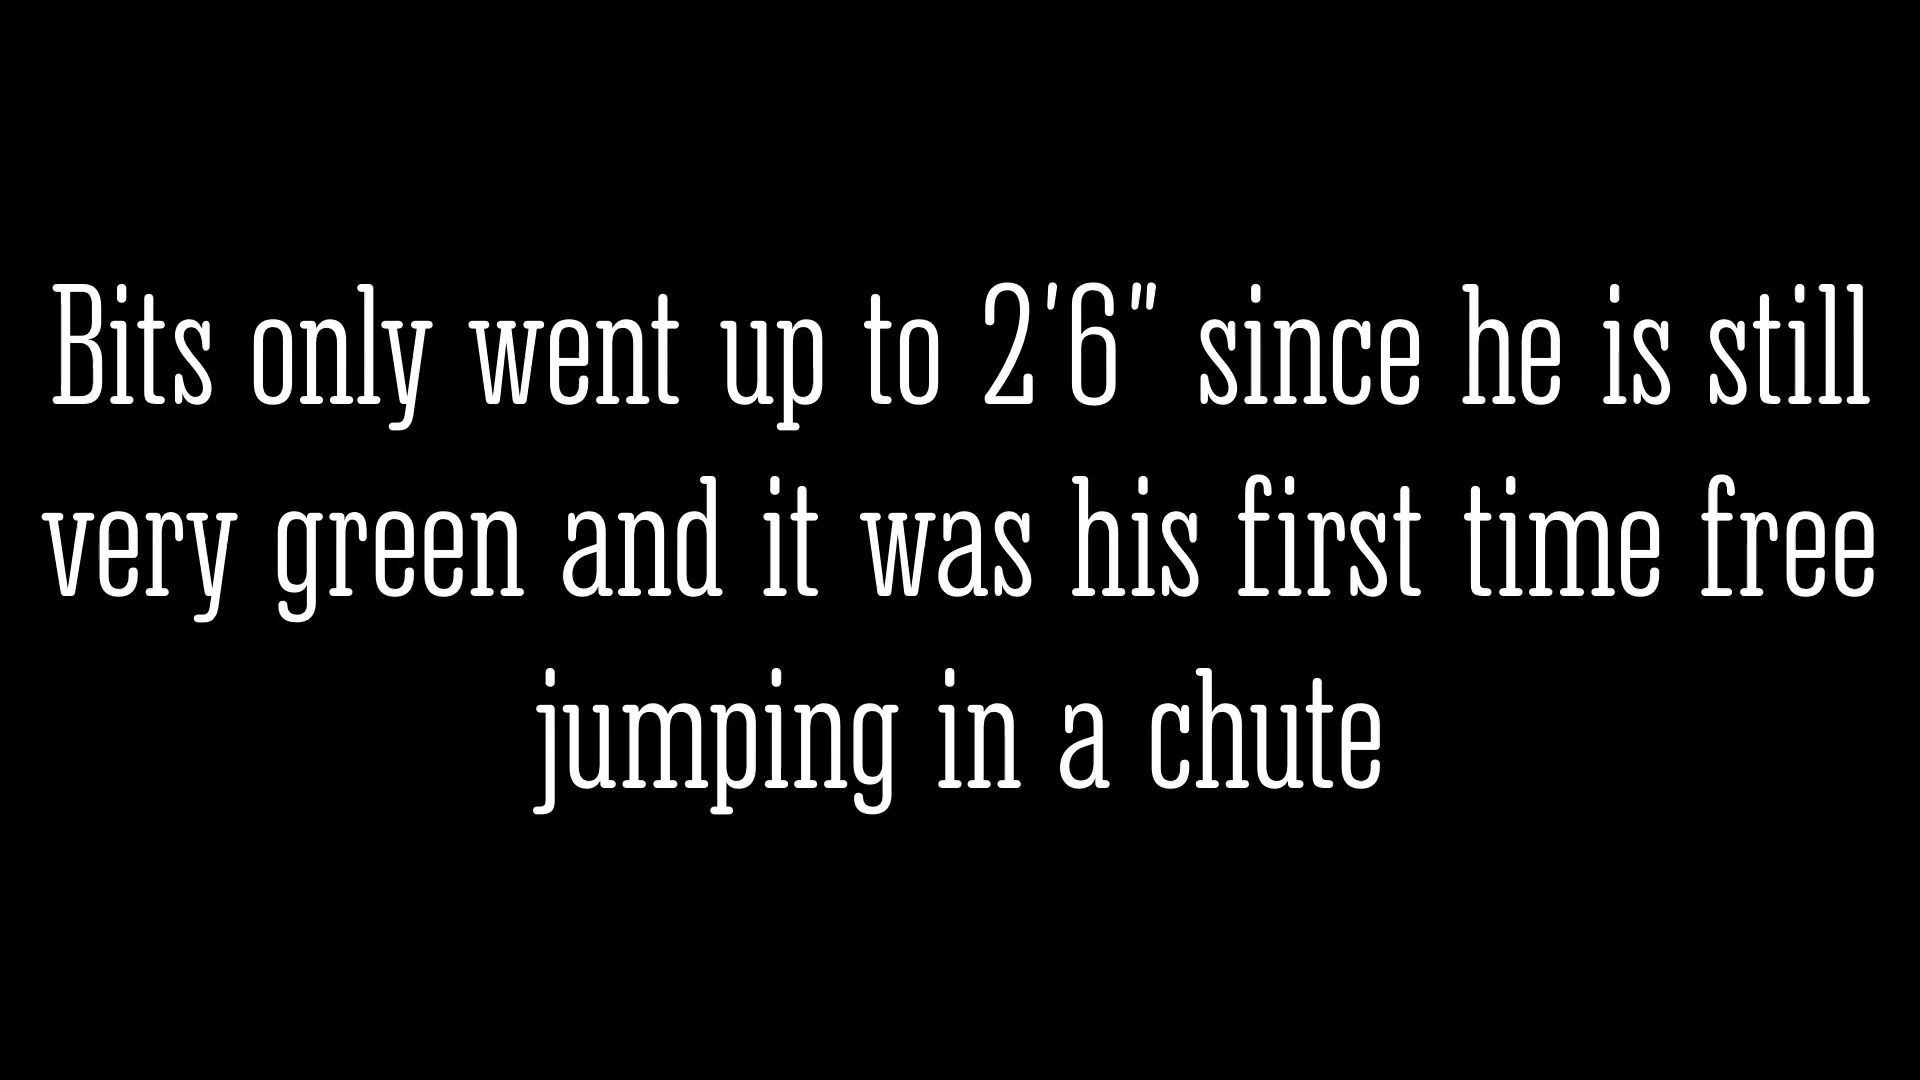 Bits only went up to 2'6" since he is still
very green and it was his first time free
jumping in a chute